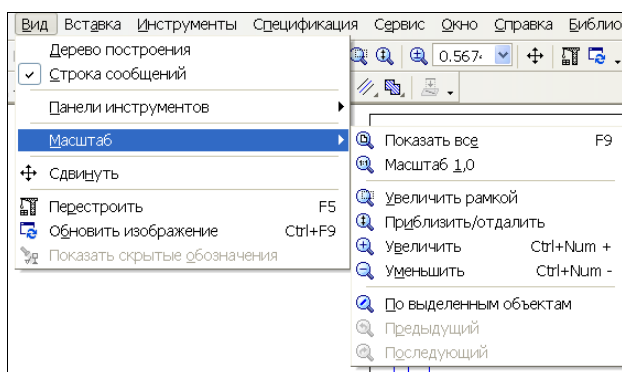 Вид Вставка Инструменты Спецификация Сервис Окно Справка Библио
Дерево построения
0.567
Строка сообщений
Панели инструментов
Масштаб
Показать все F9
Масштаб 1,0
Сдвинуть
Увеличить рамкой
Перестроить F5
Приблизить/отдалить
Обновить изображение Ctrl+F9
Увеличить Ctrl+Num +
Показать скрытые обозначения
Уменьшить Ctrl+Num -
По выделенным объектам
Предыдущий
Последующий